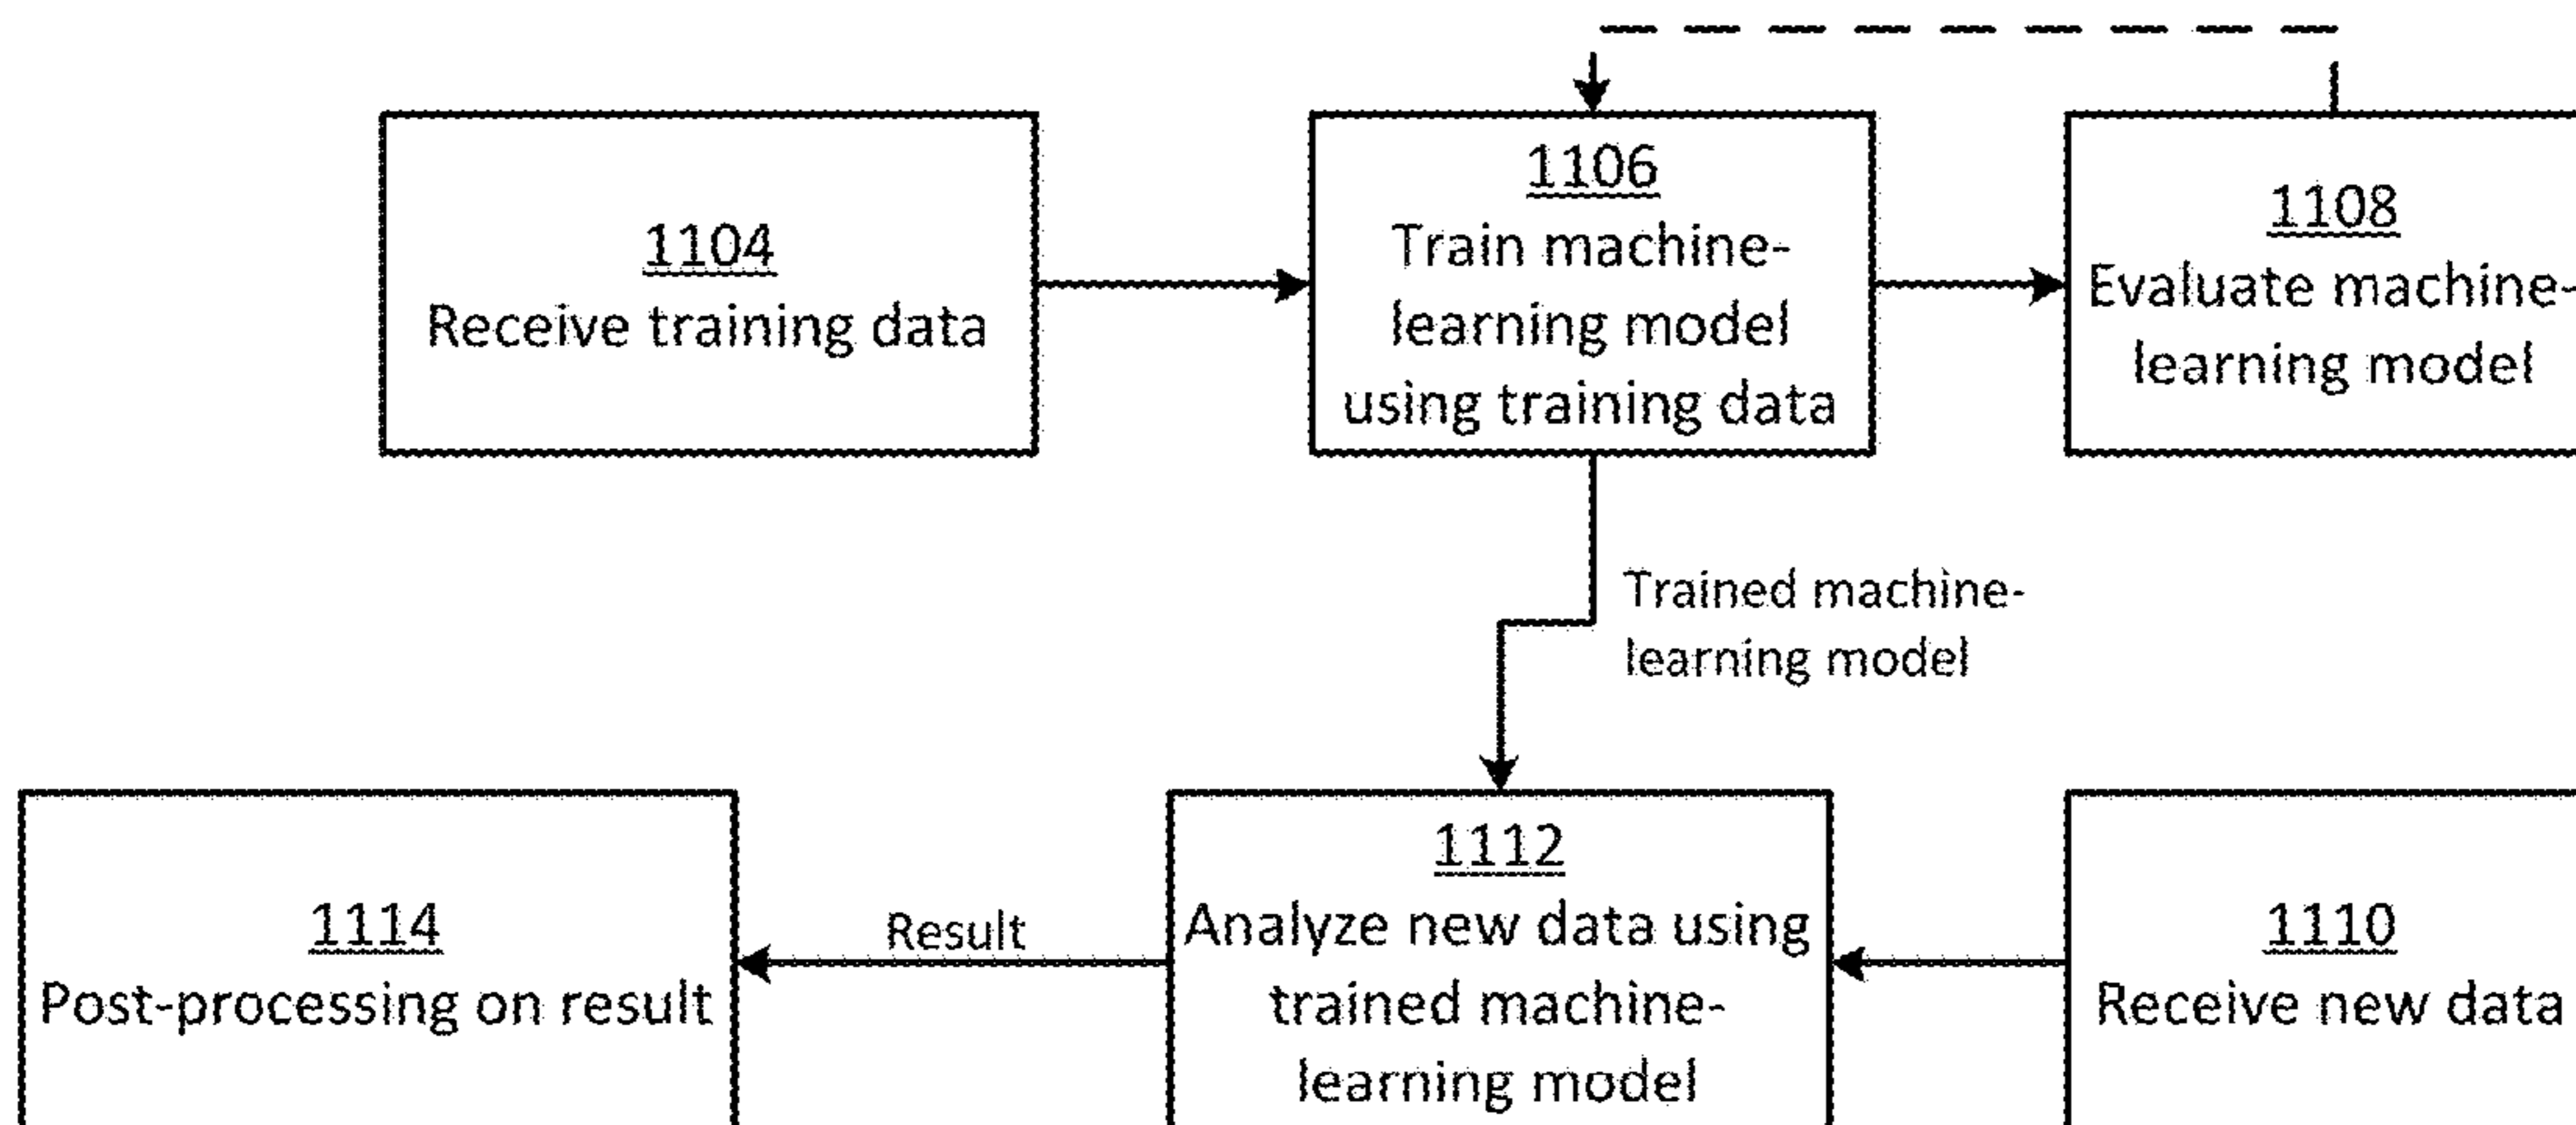 1104
Receive training data
1106
Train machine-
learning model
using training data
1108
Evaluate machine-
learning model
Trained machine-
learning model
1114
Post-processing on result
Result
1112
Analyze new data using
trained machine-
learning model
1110
Receive new data